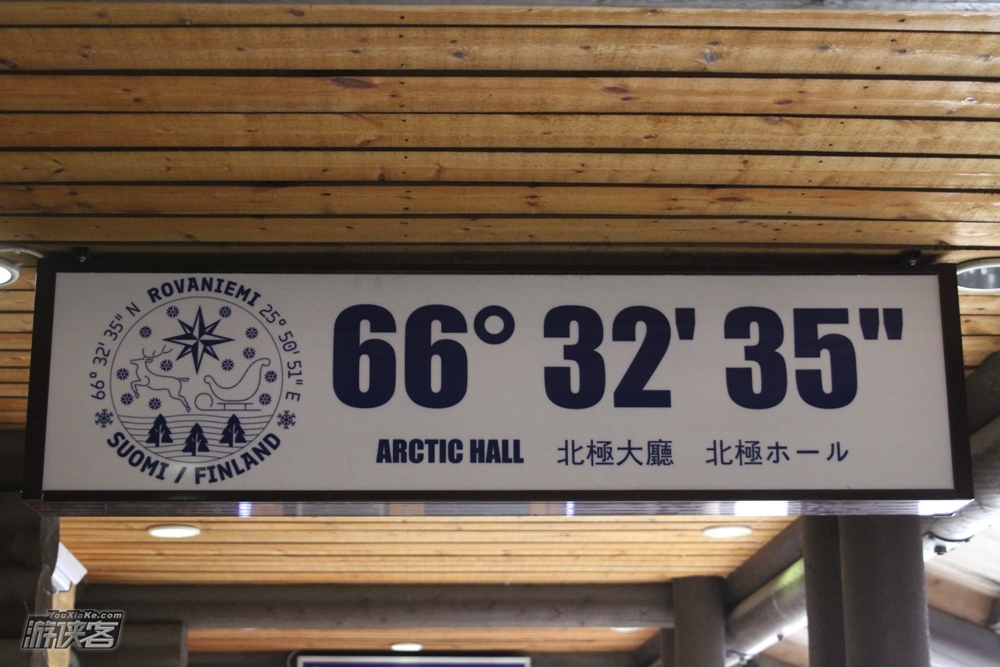 ROVANIEMI
66° 32' 35" N
25° 50' 51" E
SUOMI / FINLAND
66° 32' 35"
ARCTIC HALL 北極大廳 北極ホール
YouXiaKe.com
游侠客